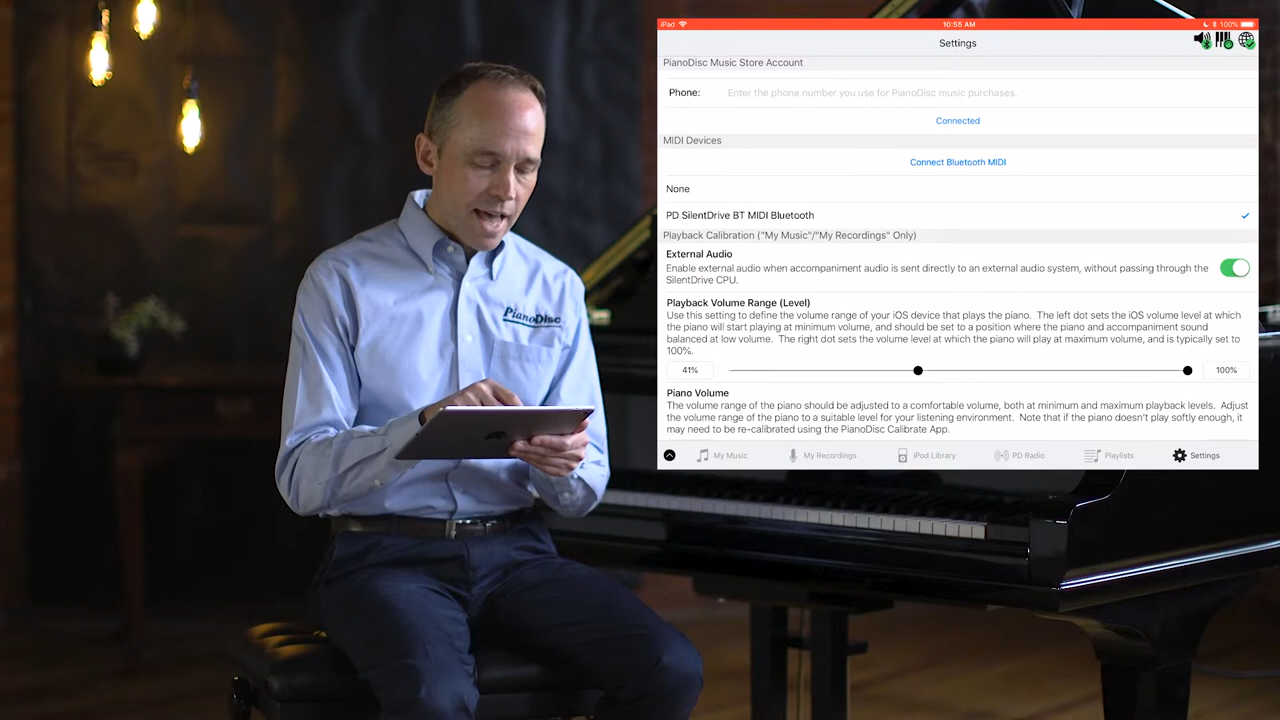 iPad 10:55 AM 100%
Settings
PianoDisc Music Store Account
Phone: Enter the phone number you use for PianoDisc music purchases.
Connected
MIDI Devices
Connect Bluetooth MIDI
None
PD SilentDrive BT MIDI Bluetooth
Playback Calibration ("My Music"/"My Recordings" Only)
External Audio
Enable external audio when accompaniment audio is sent directly to an external audio system, without passing through the
SilentDrive CPU.
Playback Volume Range (Level)
Use this setting to define the volume range of your iOS device that plays the piano. The left dot sets the iOS volume level at which
the piano will start playing at minimum volume, and should be set to a position where the piano and accompaniment sound
balanced at low volume. The right dot sets the volume level at which the piano will play at maximum volume, and is typically set to
100%.
41% 100%
Piano Volume
The volume range of the piano should be adjusted to a comfortable volume, both at minimum and maximum playback levels. Adjust
the volume range of the piano to a suitable level for your listening environment. Note that if the piano doesn't play softly enough, it
may need to be re-calibrated using the PianoDisc Calibrate App.
My Music My Recordings iPod Library PD Radio Playlists Settings
PianoDisc